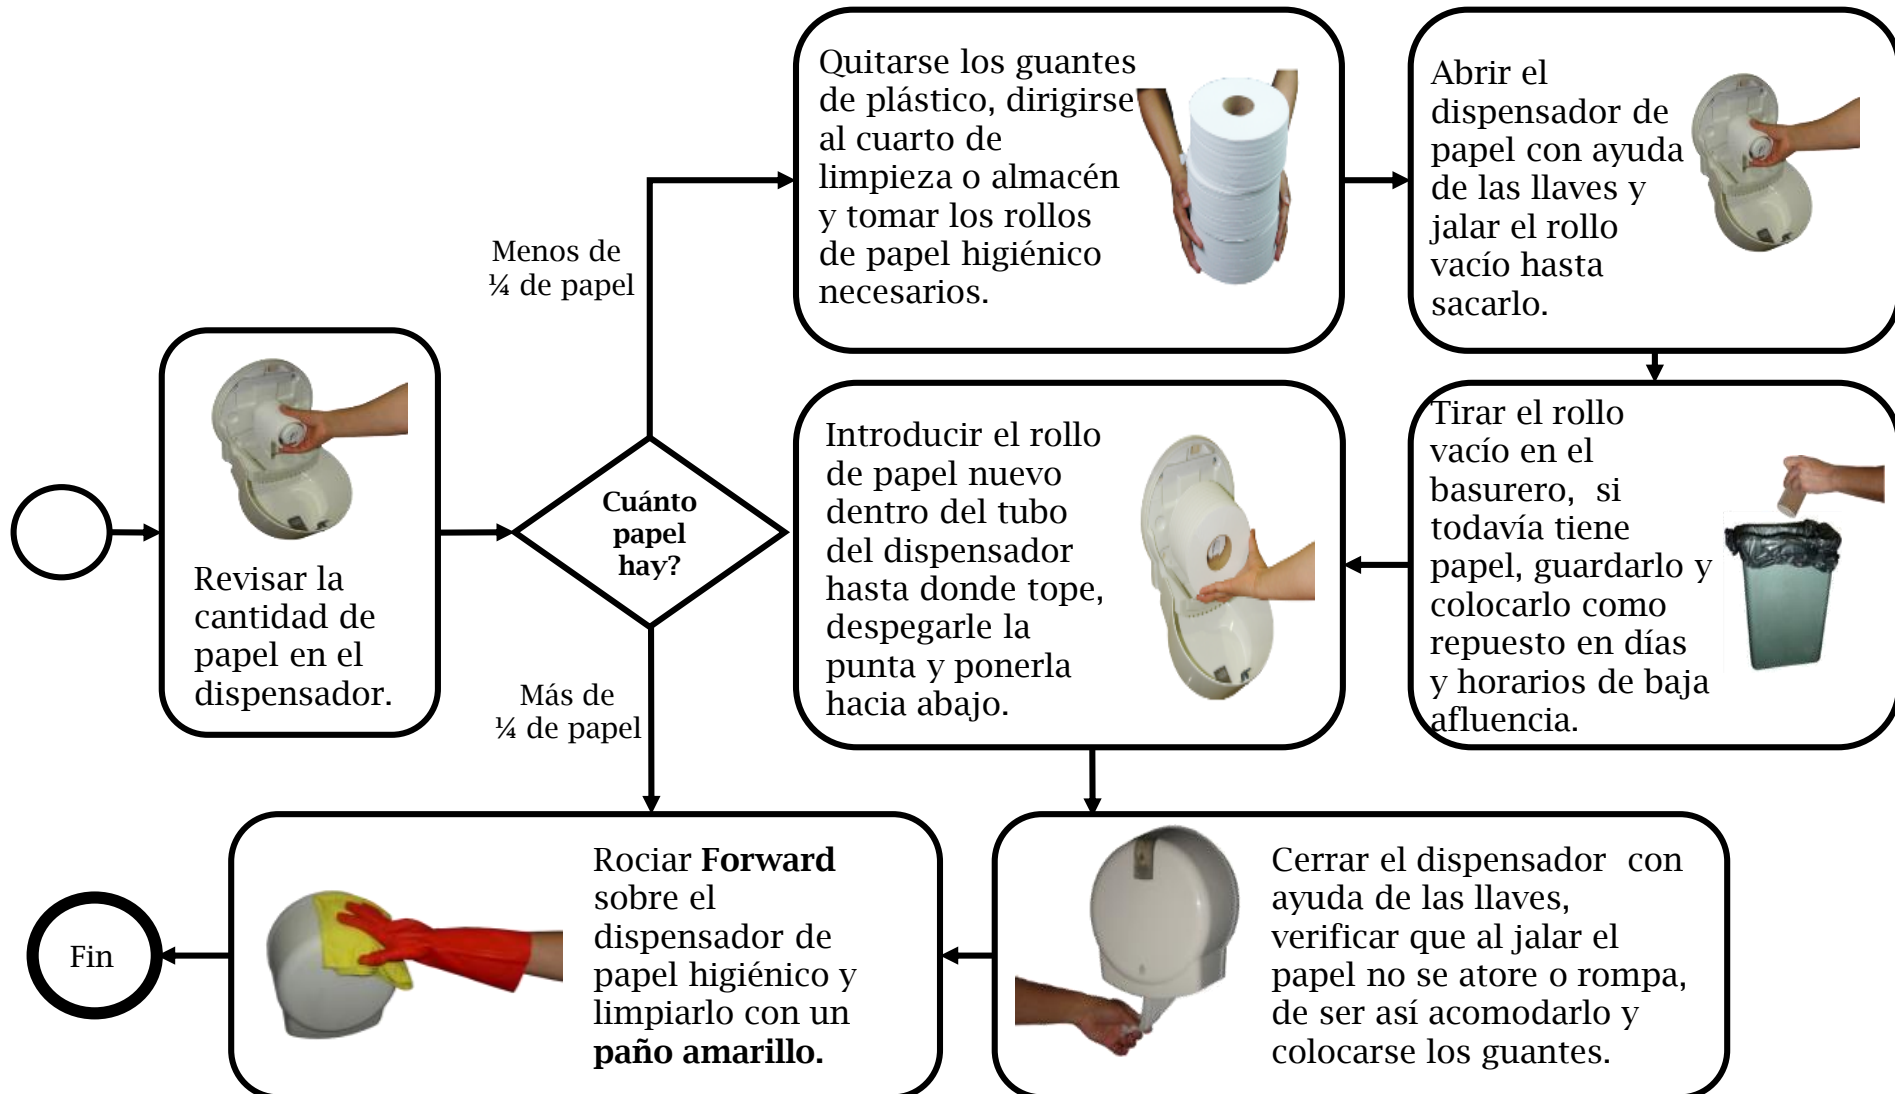 Revisar la
cantidad de
papel en el
dispensador.
Cuánto
papel
hay?
Menos de
¼ de papel
Quitarse los guantes
de plástico, dirigirse
al cuarto de
limpieza o almacén
y tomar los rollos
de papel higiénico
necesarios.
Abrir el
dispensador de
papel con ayuda
de las llaves y
jalar el rollo
vacío hasta
sacarlo.
Tirar el rollo
vacío en el
basurero,  si
todavía tiene
papel, guardarlo y
colocarlo como
repuesto en días
y horarios de baja
afluencia.
Introducir el rollo
de papel nuevo
dentro del tubo
del dispensador
hasta donde tope,
despegarle la
punta y ponerla
hacia abajo.
Cerrar el dispensador  con
ayuda de las llaves,
verificar que al jalar el
papel no se atore o rompa,
de ser así acomodarlo y
colocarse los guantes.
Más de
¼ de papel
Rociar Forward
sobre el
dispensador de
papel higiénico y
limpiarlo con un
paño amarillo.
Fin